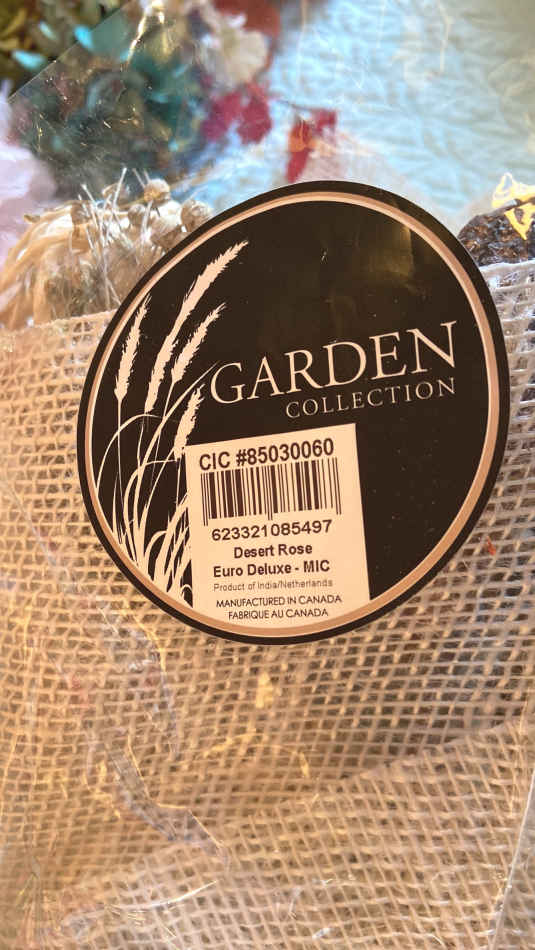 GARDEN
COLLECTION
CIC #85030060
623321085497
Desert Rose
Euro Deluxe - MIC
Product of India/Netherlands
MANUFACTURED IN CANADA
FABRIQUE AU CANADA